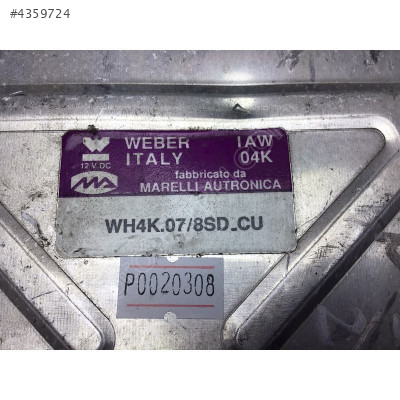 #4359724
WEBER IAW
ITALY 04K
12 V DC
fabbricato da
MARELLI AUTRONICA
WH4K.07/8SD_CU
P0020308